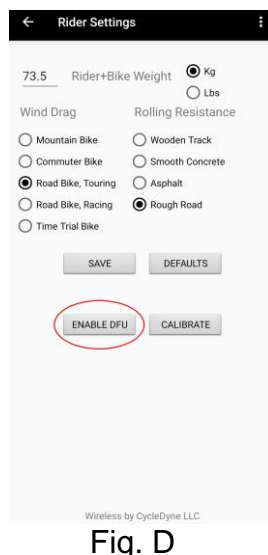 Rider Settings
73.5 Rider+Bike Weight Kg
Lbs
Wind Drag Rolling Resistance
Mountain Bike Wooden Track
Commuter Bike Smooth Concrete
Road Bike, Touring Asphalt
Road Bike, Racing Rough Road
Time Trial Bike
SAVE DEFAULTS
ENABLE DFU CALIBRATE
Wireless by CycleDyne LLC
Fig. D